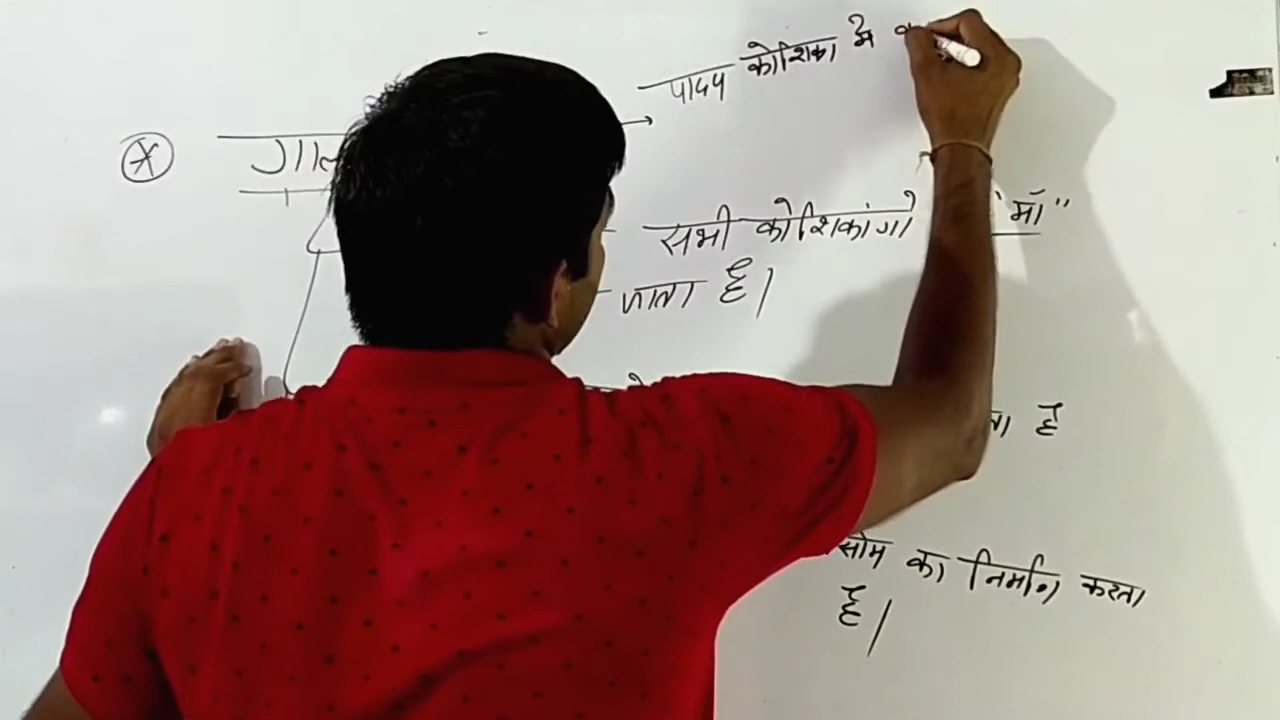 पादप कोशिका में
गाल
सभी कोशिकांगो "माँ"
जाता है।
है
सोम का निर्माण करता
है।